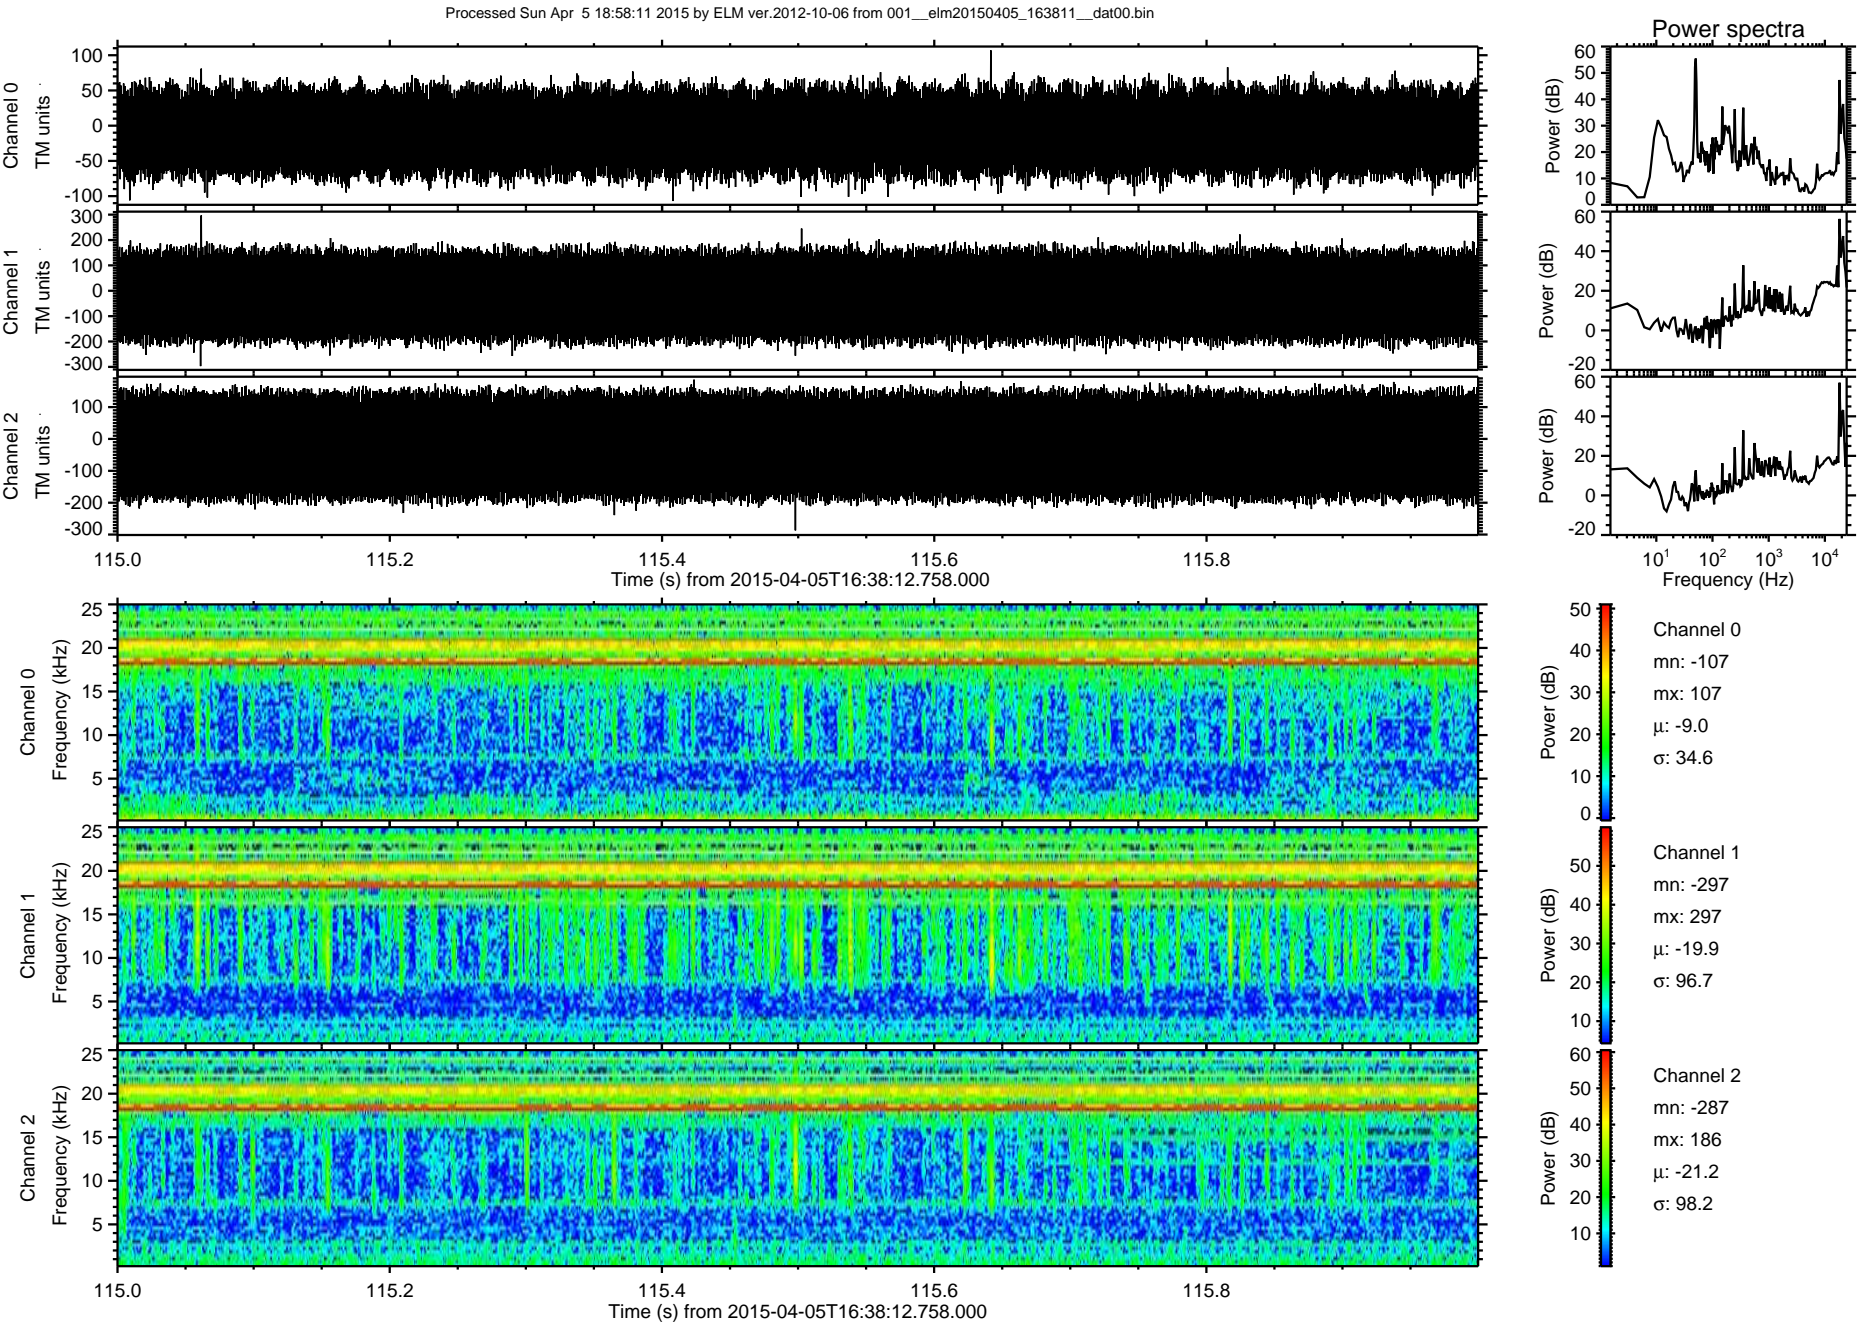 Processed Sun Apr  5 18:58:11 2015 by ELM ver.2012-10-06 from 001__elm20150405_163811__dat00.bin
Power spectra
Channel 0
TM units
100
50
0
-50
-100
Power (dB)
60
50
40
30
20
10
0
Channel 1
TM units
300
200
100
0
-100
-200
-300
Power (dB)
60
40
20
0
-20
Channel 2
TM units
100
0
-100
-200
-300
Power (dB)
60
40
20
0
-20
115.0 115.2 115.4 115.6 115.8
Time (s) from 2015-04-05T16:38:12.758.000
10^1 10^2 10^3 10^4
Frequency (Hz)
Channel 0
Frequency (kHz)
25
20
15
10
5
Power (dB)
50
40
30
20
10
0
Channel 0
mn: -107
mx: 107
μ: -9.0
σ: 34.6
Channel 1
Frequency (kHz)
25
20
15
10
5
Power (dB)
50
40
30
20
10
Channel 1
mn: -297
mx: 297
μ: -19.9
σ: 96.7
Channel 2
Frequency (kHz)
25
20
15
10
5
Power (dB)
60
50
40
30
20
10
Channel 2
mn: -287
mx: 186
μ: -21.2
σ: 98.2
115.0 115.2 115.4 115.6 115.8
Time (s) from 2015-04-05T16:38:12.758.000